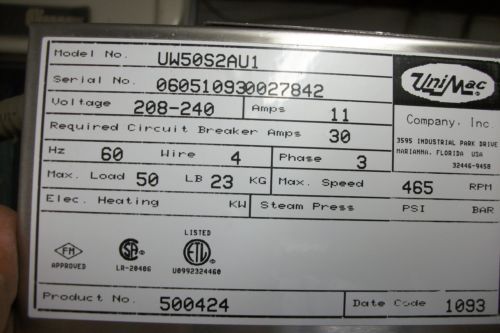 Model No. UW50S2AU1
Serial No. 060510930027842
Voltage 208-240 Amps 11
Required Circuit Breaker Amps 30
Hz 60 Wire 4 Phase 3
Max. Load 50 LB 23 KG Max. Speed 465 RPM
Elec. Heating KW Steam Press PSI BAR
UniMac
Company, Inc
3595 INDUSTRIAL PARK DRIVE
MARIANNA, FLORIDA USA
32446-9458
FM
APPROVED
SA
LR-20406
LISTED
ETL
U0992324460
Product No. 500424
Date Code 1093